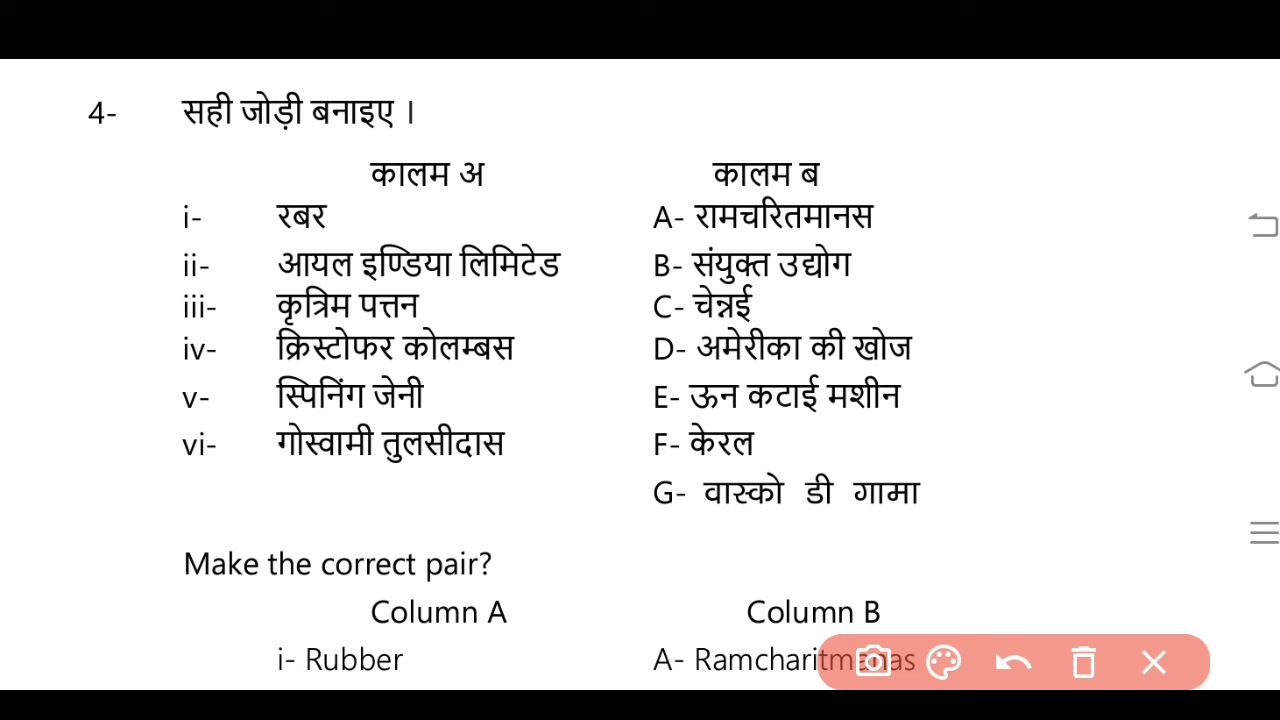 4- सही जोड़ी बनाइए ।
कालम अ कालम ब
i- रबर A- रामचरितमानस
ii- आयल इण्डिया लिमिटेड B- संयुक्त उद्योग
iii- कृत्रिम पत्तन C- चेन्नई
iv- क्रिस्टोफर कोलम्बस D- अमेरीका की खोज
v- स्पिनिंग जेनी E- ऊन कटाई मशीन
vi- गोस्वामी तुलसीदास F- केरल
G- वास्को डी गामा
Make the correct pair?
Column A Column B
i- Rubber A- Ramcharitmanas